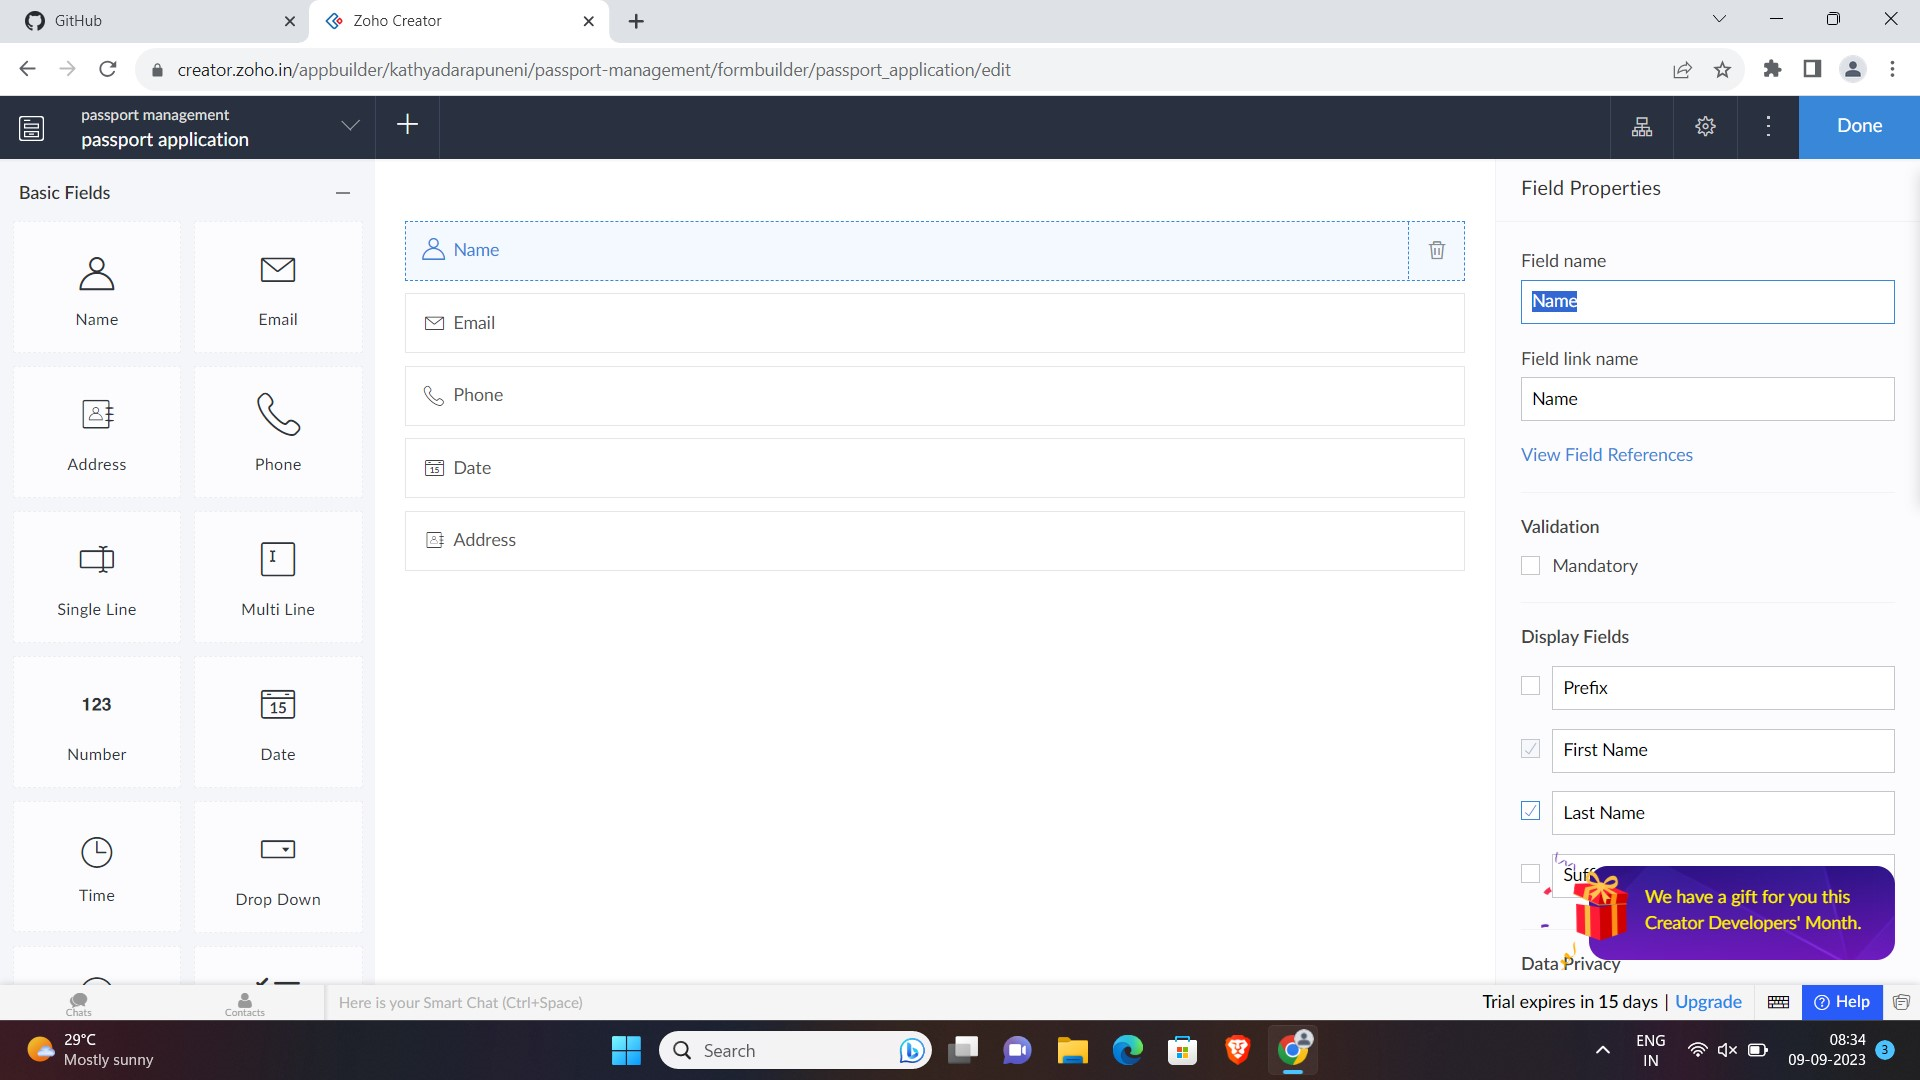 GitHub
Zoho Creator
creator.zoho.in/appbuilder/kathyadarapuneni/passport-management/formbuilder/passport_application/edit
passport management
passport application
Done
Basic Fields
Name
Email
Address
Phone
Single Line
Multi Line
123
Number
15
Date
Time
Drop Down
Name
Email
Phone
15
Date
Address
Field Properties
Field name
Name
Field link name
Name
View Field References
Validation
Mandatory
Display Fields
Prefix
First Name
Last Name
We have a gift for you this
Creator Developers' Month.
Data Privacy
Chats
Contacts
Here is your Smart Chat (Ctrl+Space)
Trial expires in 15 days | Upgrade
Help
29°C
Mostly sunny
Search
ENG
IN
08:34
09-09-2023
3